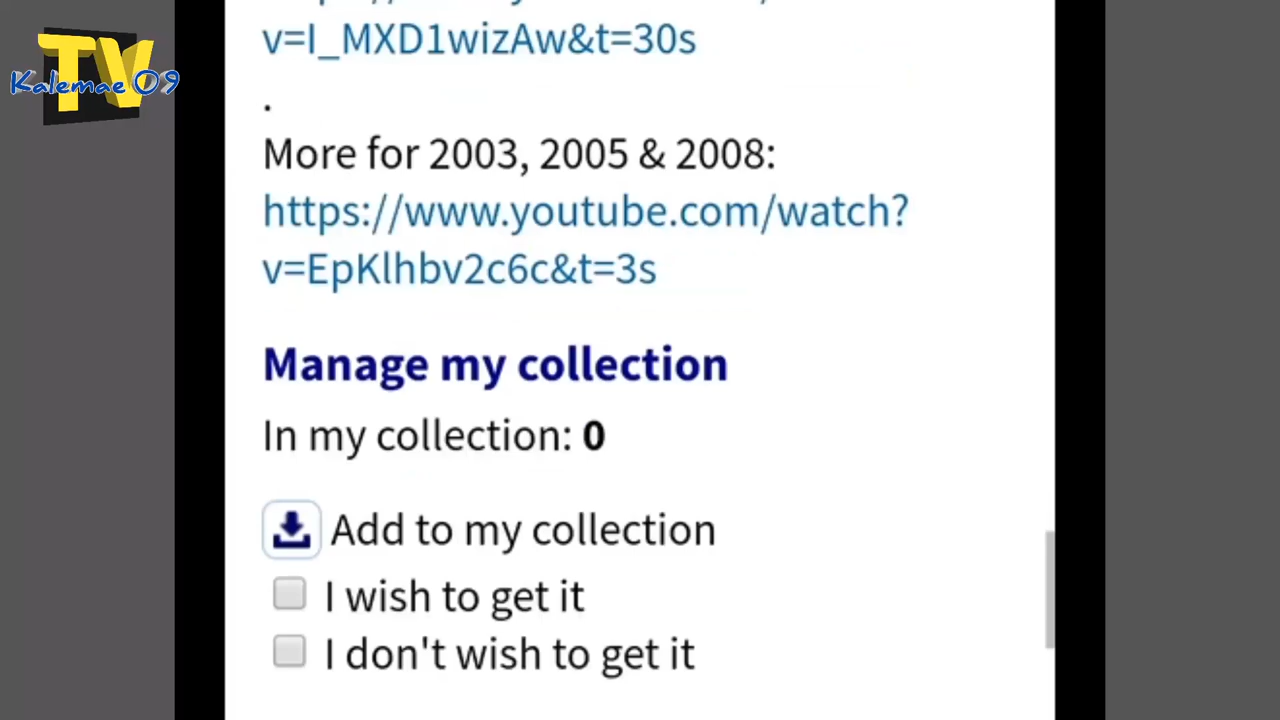 TV
Kalemae 09
v=I_MXD1wizAw&t=30s
.
More for 2003, 2005 & 2008:
https://www.youtube.com/watch?
v=EpKlhbv2c6c&t=3s
Manage my collection
In my collection: 0
Add to my collection
I wish to get it
I don't wish to get it